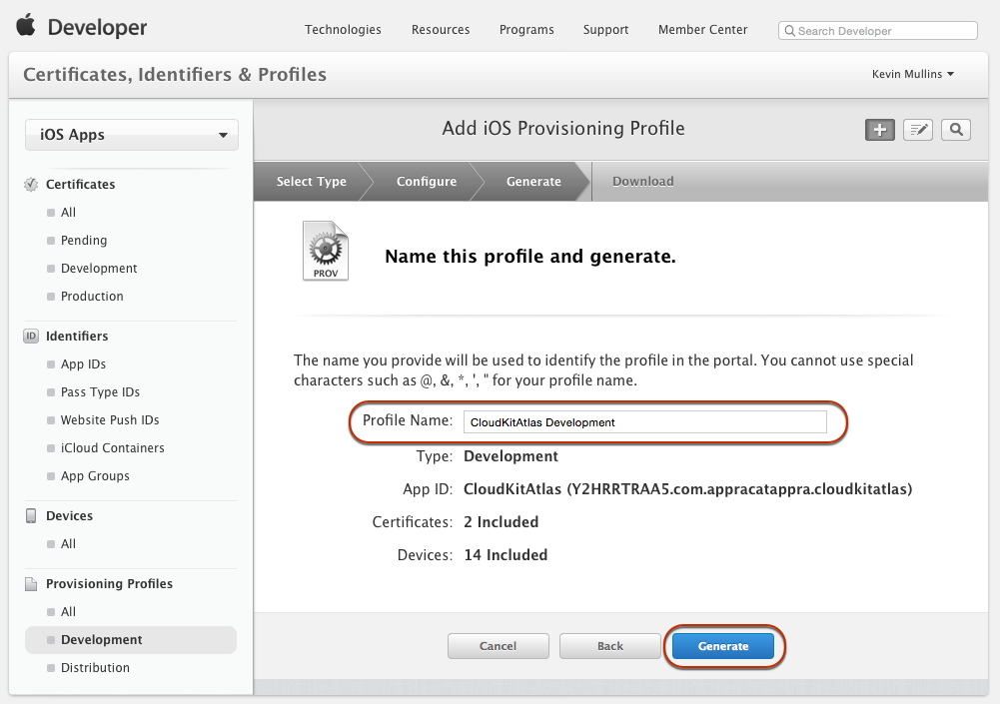 Developer
Technologies Resources Programs Support Member Center
Search Developer
Certificates, Identifiers & Profiles
Kevin Mullins
iOS Apps
Certificates
All
Pending
Development
Production
ID Identifiers
App IDs
Pass Type IDs
Website Push IDs
iCloud Containers
App Groups
Devices
All
Provisioning Profiles
All
Development
Distribution
Add iOS Provisioning Profile
Select Type Configure Generate Download
PROV
Name this profile and generate.
The name you provide will be used to identify the profile in the portal. You cannot use special
characters such as @, &, *, ', " for your profile name.
Profile Name: CloudKitAtlas Development
Type: Development
App ID: CloudKitAtlas (Y2HRRTRAA5.com.appracatappra.cloudkitatlas)
Certificates: 2 Included
Devices: 14 Included
Cancel Back Generate